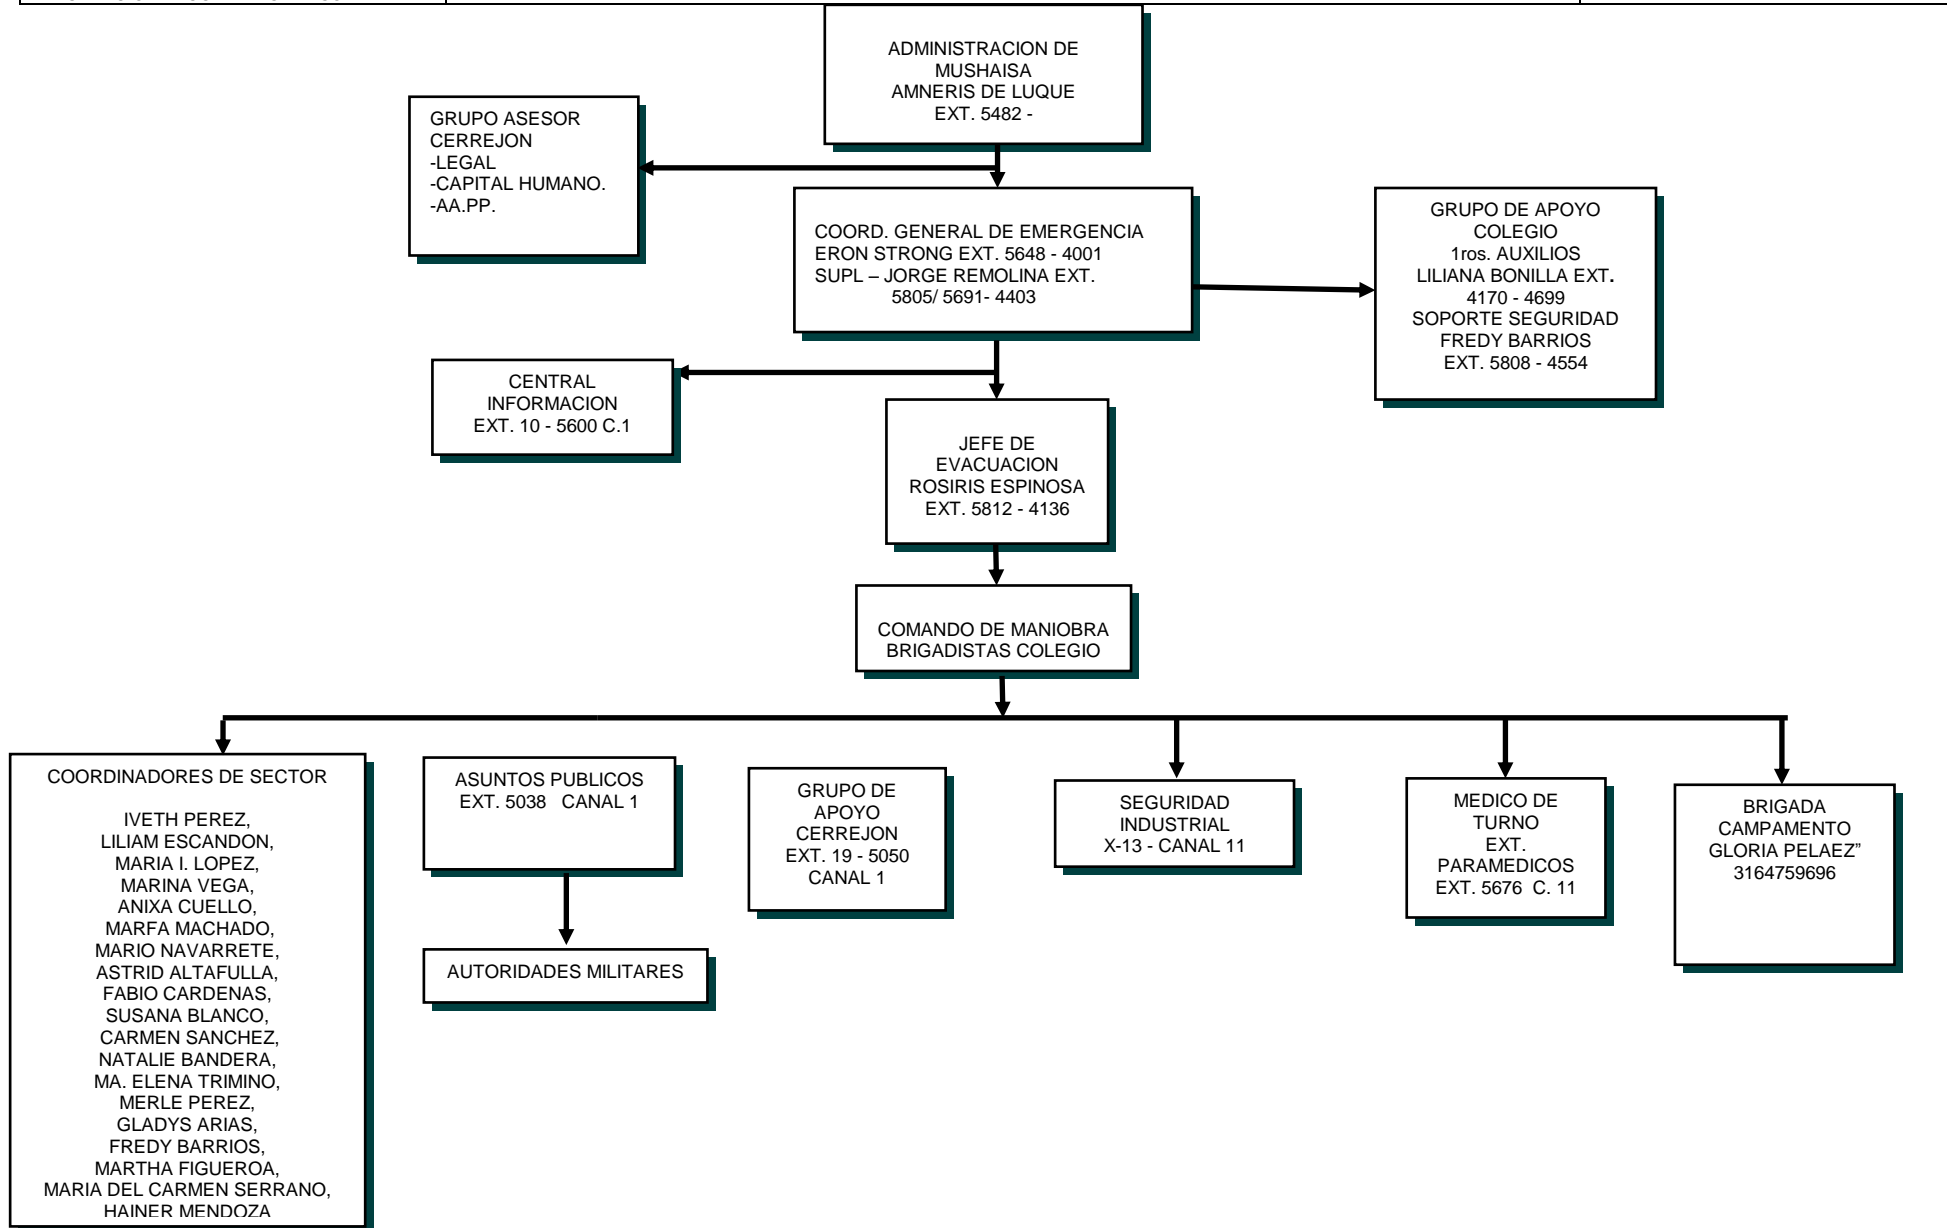 ADMINISTRACION DE
MUSHAISA
AMNERIS DE LUQUE
EXT. 5482 -
GRUPO ASESOR
CERREJON
-LEGAL
-CAPITAL HUMANO.
-AA.PP.
COORD. GENERAL DE EMERGENCIA
ERON STRONG EXT. 5648 - 4001
SUPL – JORGE REMOLINA EXT.
5805/ 5691- 4403
GRUPO DE APOYO
COLEGIO
1ros. AUXILIOS
LILIANA BONILLA EXT.
4170 - 4699
SOPORTE SEGURIDAD
FREDY BARRIOS
EXT. 5808 - 4554
CENTRAL
INFORMACION
EXT. 10 - 5600 C.1
JEFE DE
EVACUACION
ROSIRIS ESPINOSA
EXT. 5812 - 4136
COMANDO DE MANIOBRA
BRIGADISTAS COLEGIO
COORDINADORES DE SECTOR
IVETH PEREZ,
LILIAM ESCANDON,
MARIA I. LOPEZ,
MARINA VEGA,
ANIXA CUELLO,
MARFA MACHADO,
MARIO NAVARRETE,
ASTRID ALTAFULLA,
FABIO CARDENAS,
SUSANA BLANCO,
CARMEN SANCHEZ,
NATALIE BANDERA,
MA. ELENA TRIMINO,
MERLE PEREZ,
GLADYS ARIAS,
FREDY BARRIOS,
MARTHA FIGUEROA,
MARIA DEL CARMEN SERRANO,
HAINER MENDOZA
ASUNTOS PUBLICOS
EXT. 5038   CANAL 1
AUTORIDADES MILITARES
GRUPO DE
APOYO
CERREJON
EXT. 19 - 5050
CANAL 1
SEGURIDAD
INDUSTRIAL
X-13 - CANAL 11
MEDICO DE
TURNO
EXT.
PARAMEDICOS
EXT. 5676  C. 11
BRIGADA
CAMPAMENTO
GLORIA PELAEZ”
3164759696